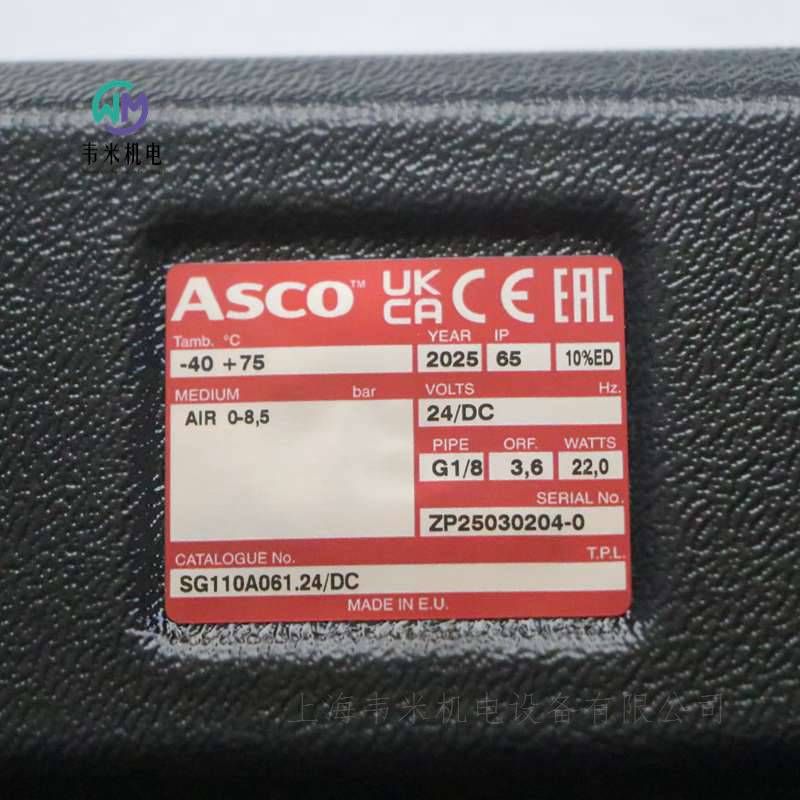 WM
韦米机电
ASCO™ UK CA CE EAC
Tamb. °C YEAR IP
-40 +75 2025 65 10%ED
MEDIUM bar VOLTS Hz.
AIR 0-8,5 24/DC
PIPE ORF. WATTS
G1/8 3,6 22,0
SERIAL No.
ZP25030204-0
CATALOGUE No. T.P.L.
SG110A061.24/DC
MADE IN E.U.
上海韦米机电设备有限公司